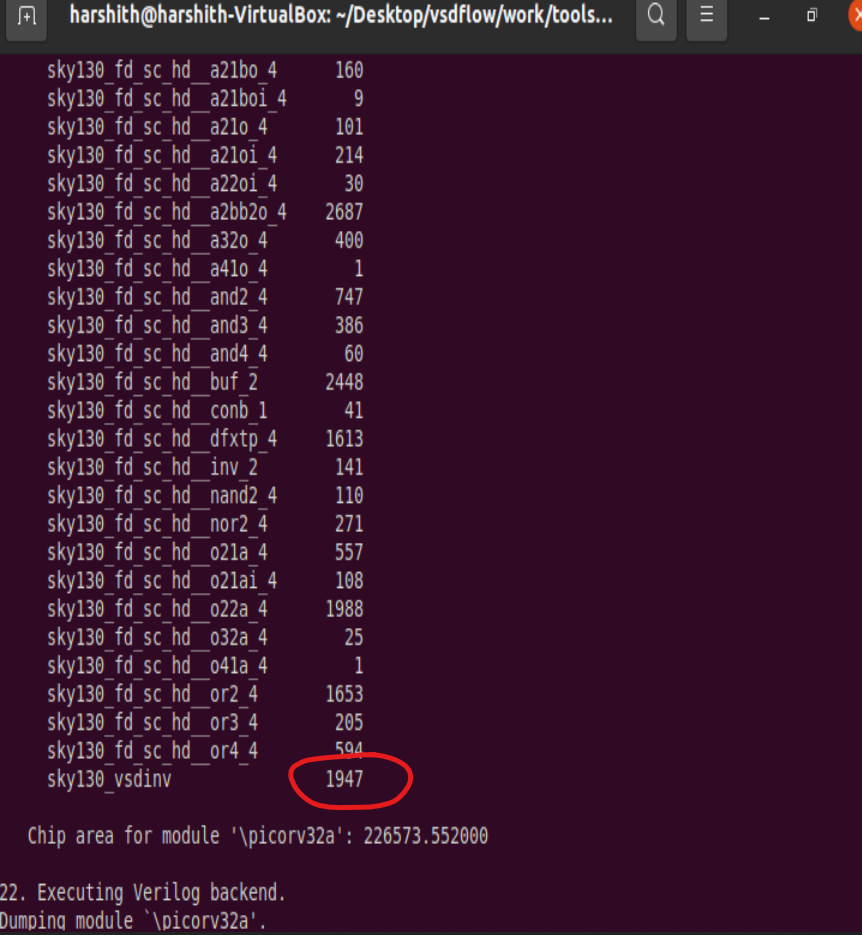 harshith@harshith-VirtualBox: ~/Desktop/vsdflow/work/tools...
sky130_fd_sc_hd__a21bo_4 160
sky130_fd_sc_hd__a21boi_4 9
sky130_fd_sc_hd__a21o_4 101
sky130_fd_sc_hd__a21oi_4 214
sky130_fd_sc_hd__a22oi_4 30
sky130_fd_sc_hd__a2bb2o_4 2687
sky130_fd_sc_hd__a32o_4 400
sky130_fd_sc_hd__a41o_4 1
sky130_fd_sc_hd__and2_4 747
sky130_fd_sc_hd__and3_4 386
sky130_fd_sc_hd__and4_4 60
sky130_fd_sc_hd__buf_2 2448
sky130_fd_sc_hd__conb_1 41
sky130_fd_sc_hd__dfxtp_4 1613
sky130_fd_sc_hd__inv_2 141
sky130_fd_sc_hd__nand2_4 110
sky130_fd_sc_hd__nor2_4 271
sky130_fd_sc_hd__o21a_4 557
sky130_fd_sc_hd__o21ai_4 108
sky130_fd_sc_hd__o22a_4 1988
sky130_fd_sc_hd__o32a_4 25
sky130_fd_sc_hd__o41a_4 1
sky130_fd_sc_hd__or2_4 1653
sky130_fd_sc_hd__or3_4 205
sky130_fd_sc_hd__or4_4 594
sky130_vsdinv 1947
Chip area for module '\picorv32a': 226573.552000
22. Executing Verilog backend.
Dumping module `\picorv32a'.